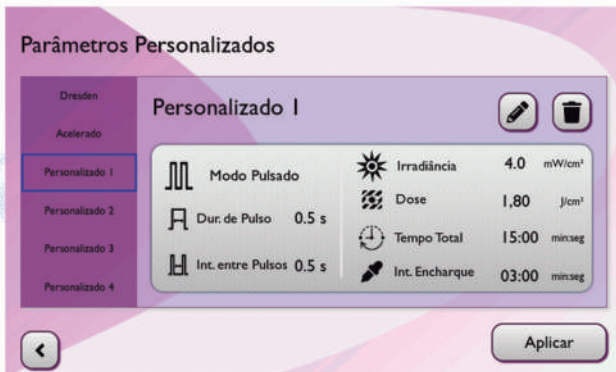 Parâmetros Personalizados
Dresden
Acelerado
Personalizado 1
Personalizado 2
Personalizado 3
Personalizado 4
Personalizado 1
Modo Pulsado
Dur. de Pulso 0.5 s
Int. entre Pulsos 0.5 s
Irradiância 4.0 mW/cm²
Dose 1,80 J/cm²
Tempo Total 15:00 min:seg
Int. Encharque 03:00 min:seg
Aplicar